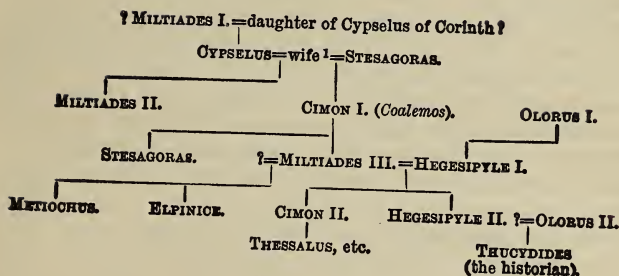 ? MILTIADES I.=daughter of Cypselus of Corinth?
CYPSELUS=wife ¹=STESAGORAS.
MILTIADES II.
CIMON I. (Coalemos).
OLORUS I.
STESAGORAS.
?=MILTIADES III.=HEGESIPYLE I.
METIOCHUS.
ELPINICE.
CIMON II.
HEGESIPYLE II. ?=OLORUS II.
THESSALUS, etc.
THUCYDIDES
(the historian).